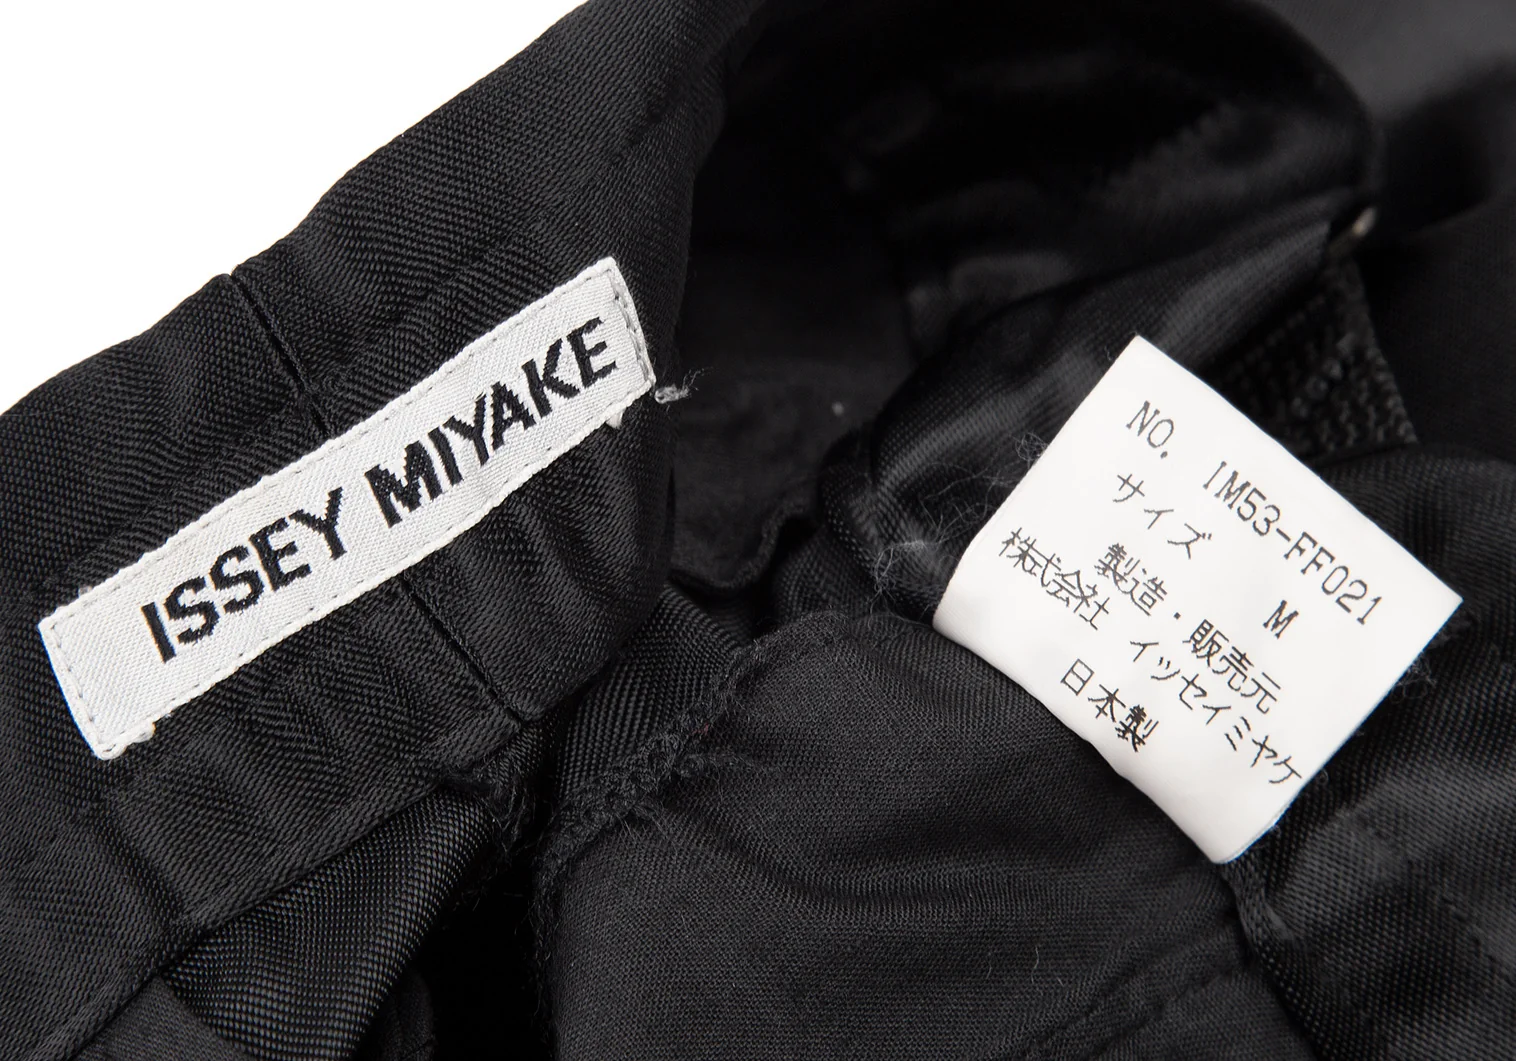 ISSEY MIYAKE
NO. IM53-FF021
サイズ M
製造・販売元
株式会社 イッセイミヤケ
日本製